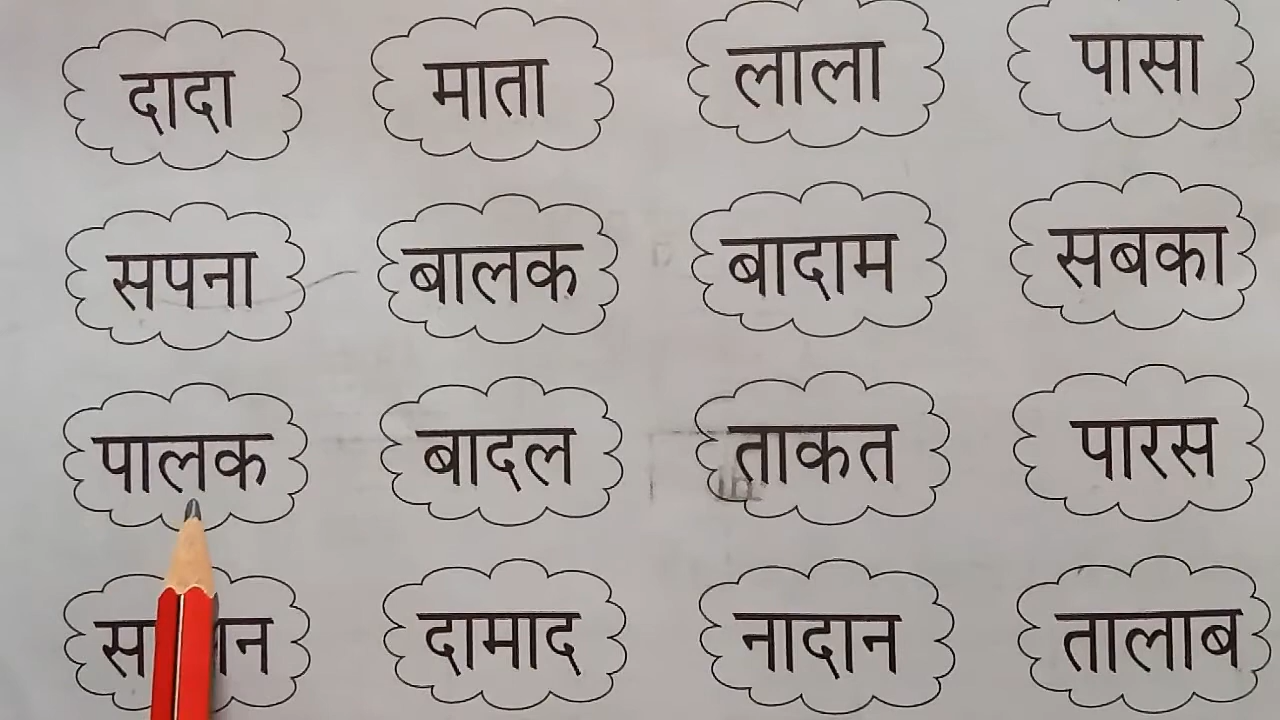 दादा माता लाला पासा
सपना बालक बादाम सबका
पालक बादल ताकत पारस
दामाद नादान तालाब